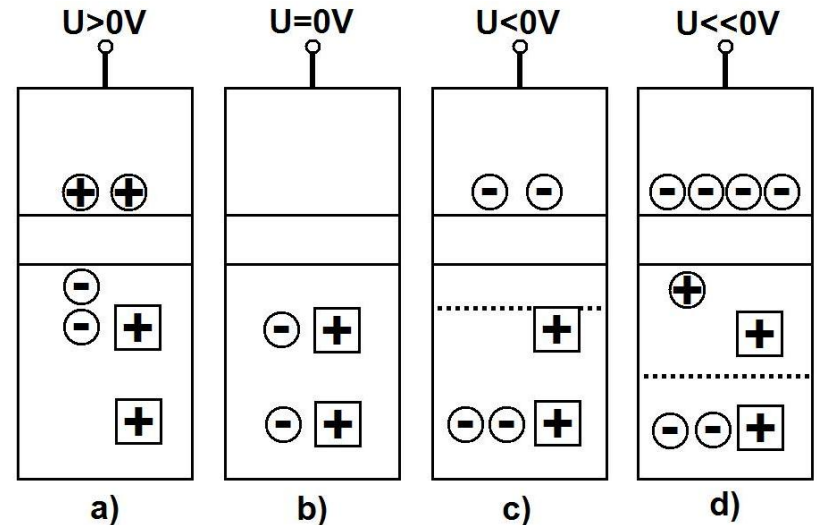 U>0V U=0V U<0V U<<0V
+ + - - - - - -
- +
- + - + + +
+ - + - - + - - +
a) b) c) d)